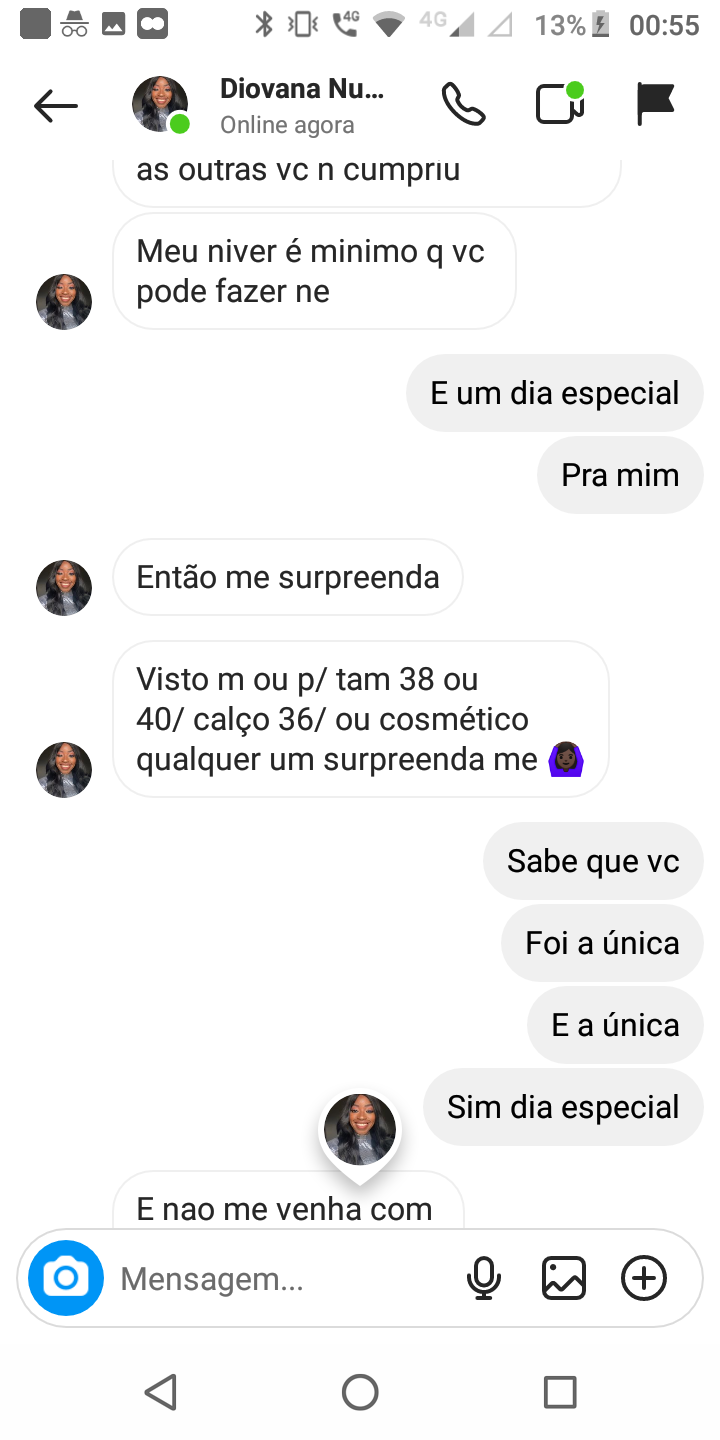 4G
4G
13%
00:55
Diovana Nu...
Online agora
as outras vc n cumpriu
Meu niver é minimo q vc
pode fazer ne
E um dia especial
Pra mim
Então me surpreenda
Visto m ou p/ tam 38 ou
40/ calço 36/ ou cosmético
qualquer um surpreenda me
Sabe que vc
Foi a única
E a única
Sim dia especial
E nao me venha com
Mensagem...